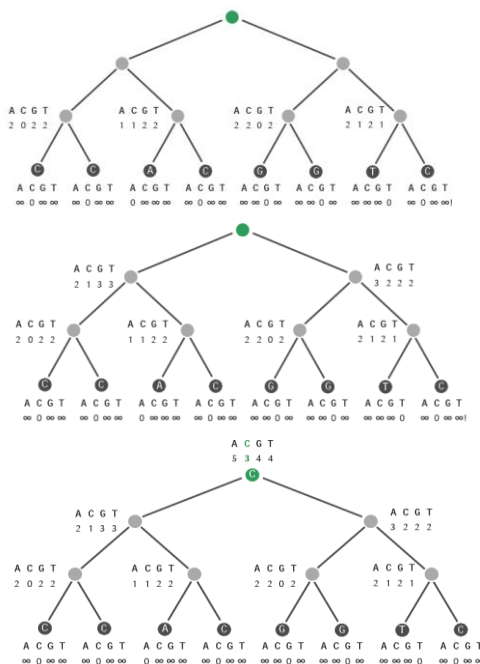 A C G T A C G T A C G T A C G T
2 0 2 2 1 1 2 2 2 2 0 2 2 1 2 1
C C A C G G T C
A C G T A C G T A C G T A C G T A C G T A C G T A C G T A C G T
∞ 0 ∞ ∞ ∞ 0 ∞ ∞ 0 ∞ ∞ ∞ ∞ 0 ∞ ∞ ∞ ∞ 0 ∞ ∞ ∞ 0 ∞ ∞ ∞ ∞ 0 ∞ 0 ∞ ∞!
A C G T A C G T
2 1 3 3 3 2 2 2
A C G T A C G T A C G T A C G T
2 0 2 2 1 1 2 2 2 2 0 2 2 1 2 1
C C A C G G T C
A C G T A C G T A C G T A C G T A C G T A C G T A C G T A C G T
∞ 0 ∞ ∞ ∞ 0 ∞ ∞ 0 ∞ ∞ ∞ ∞ 0 ∞ ∞ ∞ ∞ 0 ∞ ∞ ∞ 0 ∞ ∞ ∞ ∞ 0 ∞ 0 ∞ ∞!
A C G T
5 3 4 4
C
A C G T A C G T
2 1 3 3 3 2 2 2
A C G T A C G T A C G T A C G T
2 0 2 2 1 1 2 2 2 2 0 2 2 1 2 1
C C A C G G T C
A C G T A C G T A C G T A C G T A C G T A C G T A C G T A C G T
∞ 0 ∞ ∞ ∞ 0 ∞ ∞ 0 ∞ ∞ ∞ ∞ 0 ∞ ∞ ∞ ∞ 0 ∞ ∞ ∞ 0 ∞ ∞ ∞ ∞ 0 ∞ 0 ∞ ∞